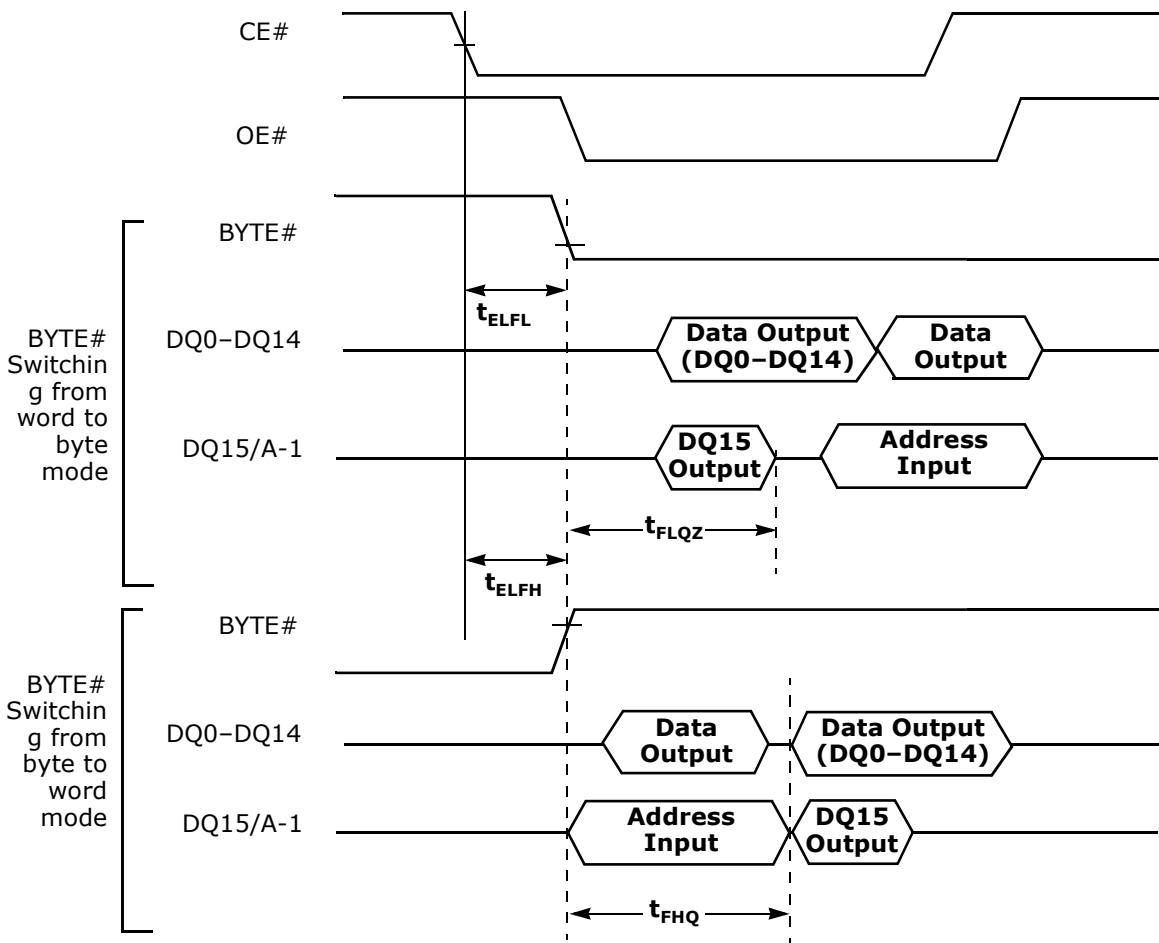 CE#
OE#
BYTE#
tELFL
BYTE#
Switchin
g from
word to
byte
mode
DQ0–DQ14
Data Output
(DQ0–DQ14)
Data
Output
DQ15/A-1
DQ15
Output
Address
Input
tFLQZ
tELFH
BYTE#
BYTE#
Switchin
g from
byte to
word
mode
DQ0–DQ14
Data
Output
Data Output
(DQ0–DQ14)
DQ15/A-1
Address
Input
DQ15
Output
tFHQ